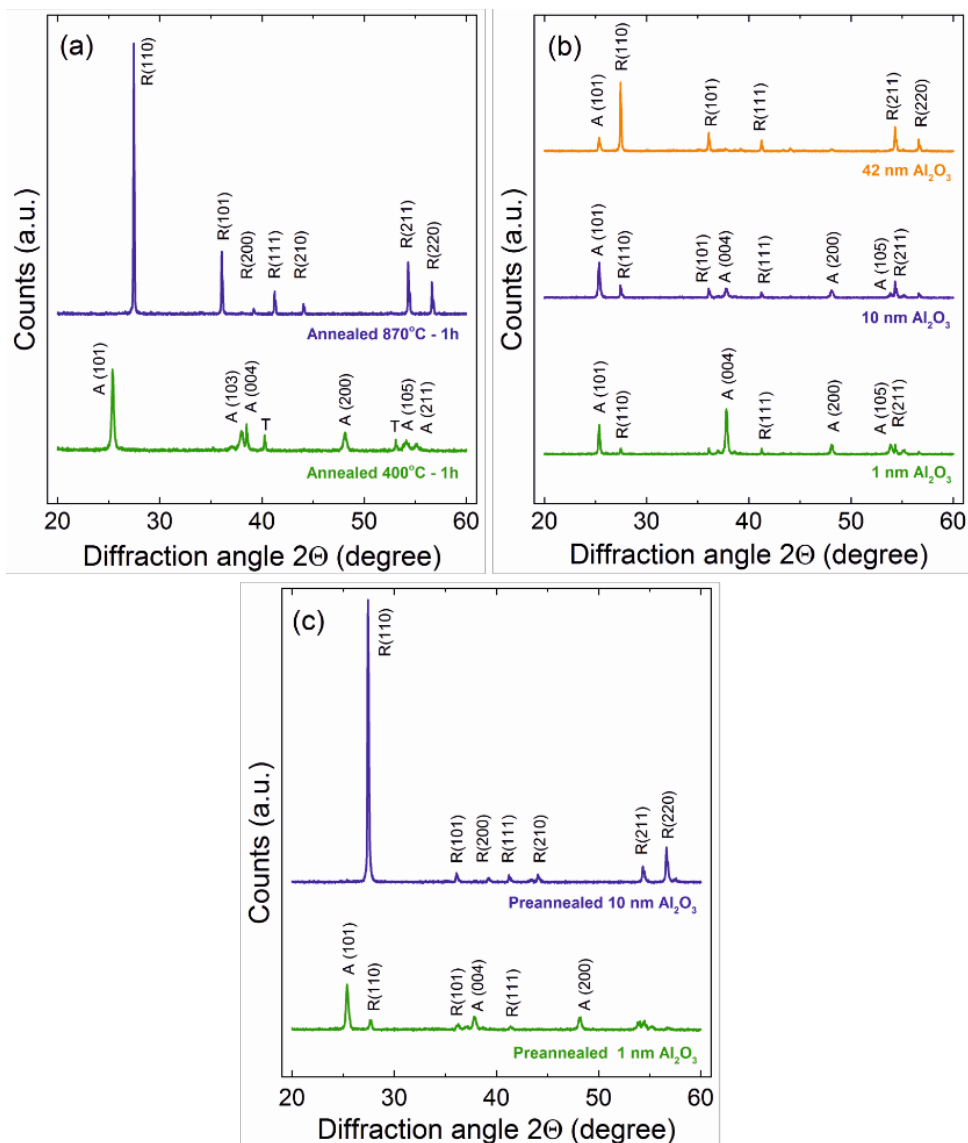 (a)
R(110)
R(101)
R(200)
R(111)
R(210)
R(211)
R(220)
Annealed 870°C - 1h
A (101)
A (103)
A (004)
T
A (200)
T
A (105)
A (211)
Annealed 400°C - 1h
Counts (a.u.)
20 30 40 50 60
Diffraction angle 2Θ (degree)
(b)
A (101)
R(110)
R(101)
R(111)
R(211)
R(220)
42 nm Al₂O₃
A (101)
R(110)
R(101)
A (004)
R(111)
A (200)
A (105)
R(211)
10 nm Al₂O₃
A (101)
R(110)
A (004)
R(111)
A (200)
A (105)
R(211)
1 nm Al₂O₃
Counts (a.u.)
20 30 40 50 60
Diffraction angle 2Θ (degree)
(c)
R(110)
R(101)
R(200)
R(111)
R(210)
R(211)
R(220)
Preannealed 10 nm Al₂O₃
A (101)
R(110)
R(101)
A (004)
R(111)
A (200)
Preannealed 1 nm Al₂O₃
Counts (a.u.)
20 30 40 50 60
Diffraction angle 2Θ (degree)